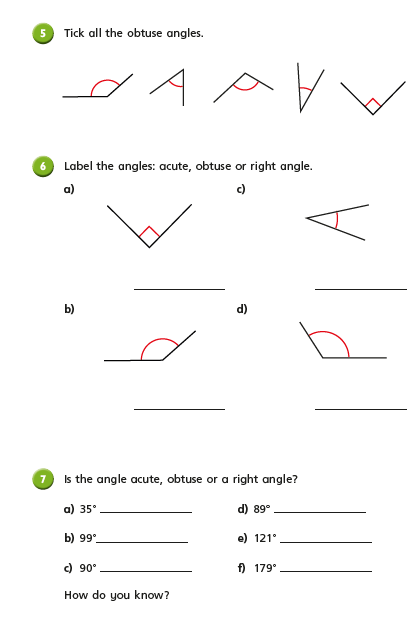 5 Tick all the obtuse angles.
6 Label the angles: acute, obtuse or right angle.
a) c)
b) d)
7 Is the angle acute, obtuse or a right angle?
a) 35° d) 89°
b) 99° e) 121°
c) 90° f) 179°
How do you know?